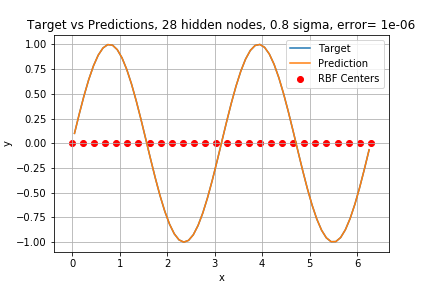 Target vs Predictions, 28 hidden nodes, 0.8 sigma, error= 1e-06
1.00
0.75
0.50
0.25
0.00
−0.25
−0.50
−0.75
−1.00
y
Target
Prediction
RBF Centers
0 1 2 3 4 5 6
x